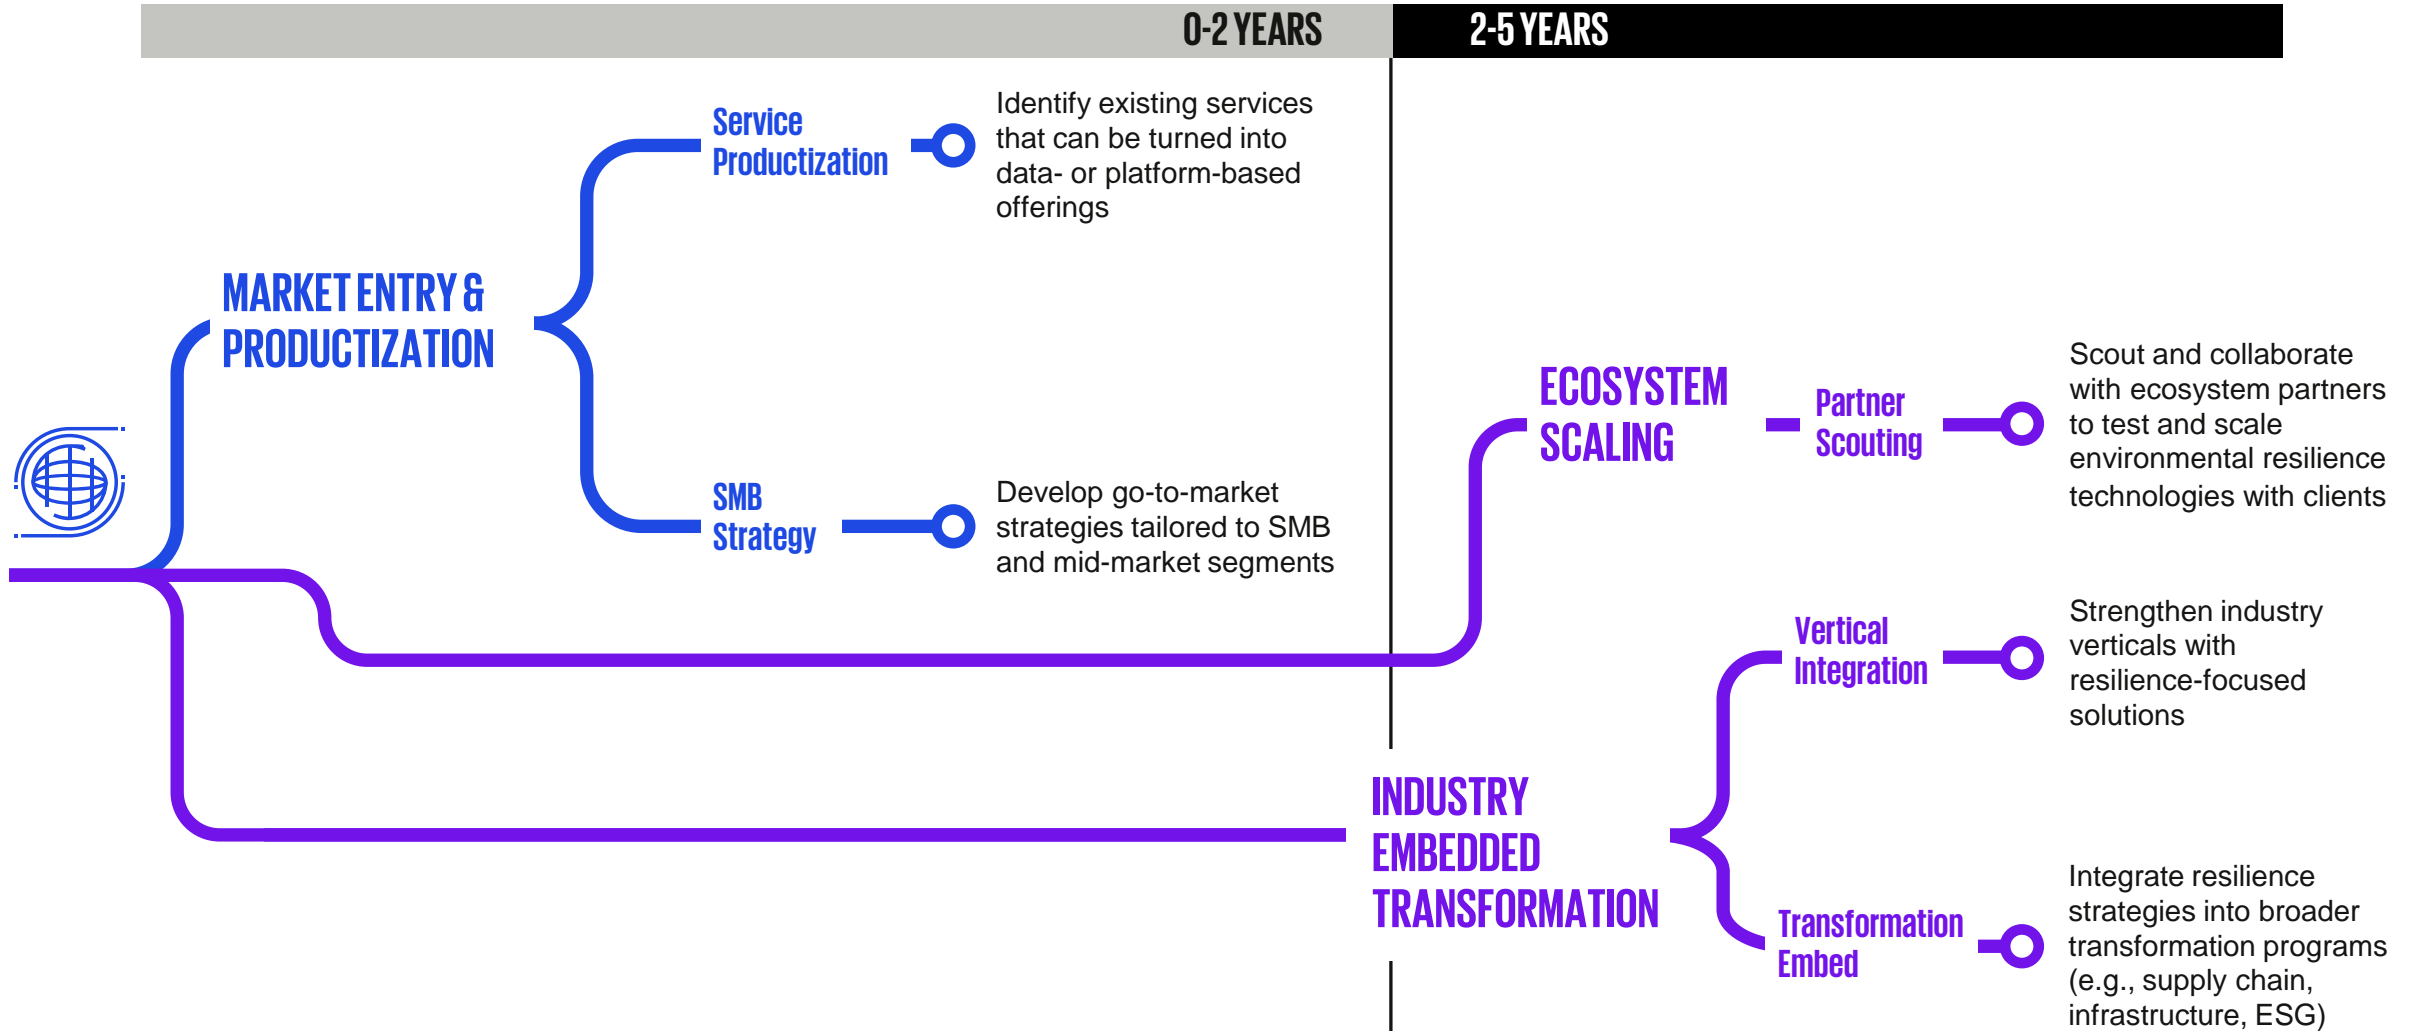 0-2 YEARS
2-5 YEARS
Service
Productization
Identify existing services
that can be turned into
data- or platform-based
offerings
MARKET ENTRY &
PRODUCTIZATION
SMB
Strategy
Develop go-to-market
strategies tailored to SMB
and mid-market segments
ECOSYSTEM
SCALING
Partner
Scouting
Scout and collaborate
with ecosystem partners
to test and scale
environmental resilience
technologies with clients
INDUSTRY
EMBEDDED
TRANSFORMATION
Vertical
Integration
Strengthen industry
verticals with
resilience-focused
solutions
Transformation
Embed
Integrate resilience
strategies into broader
transformation programs
(e.g., supply chain,
infrastructure, ESG)